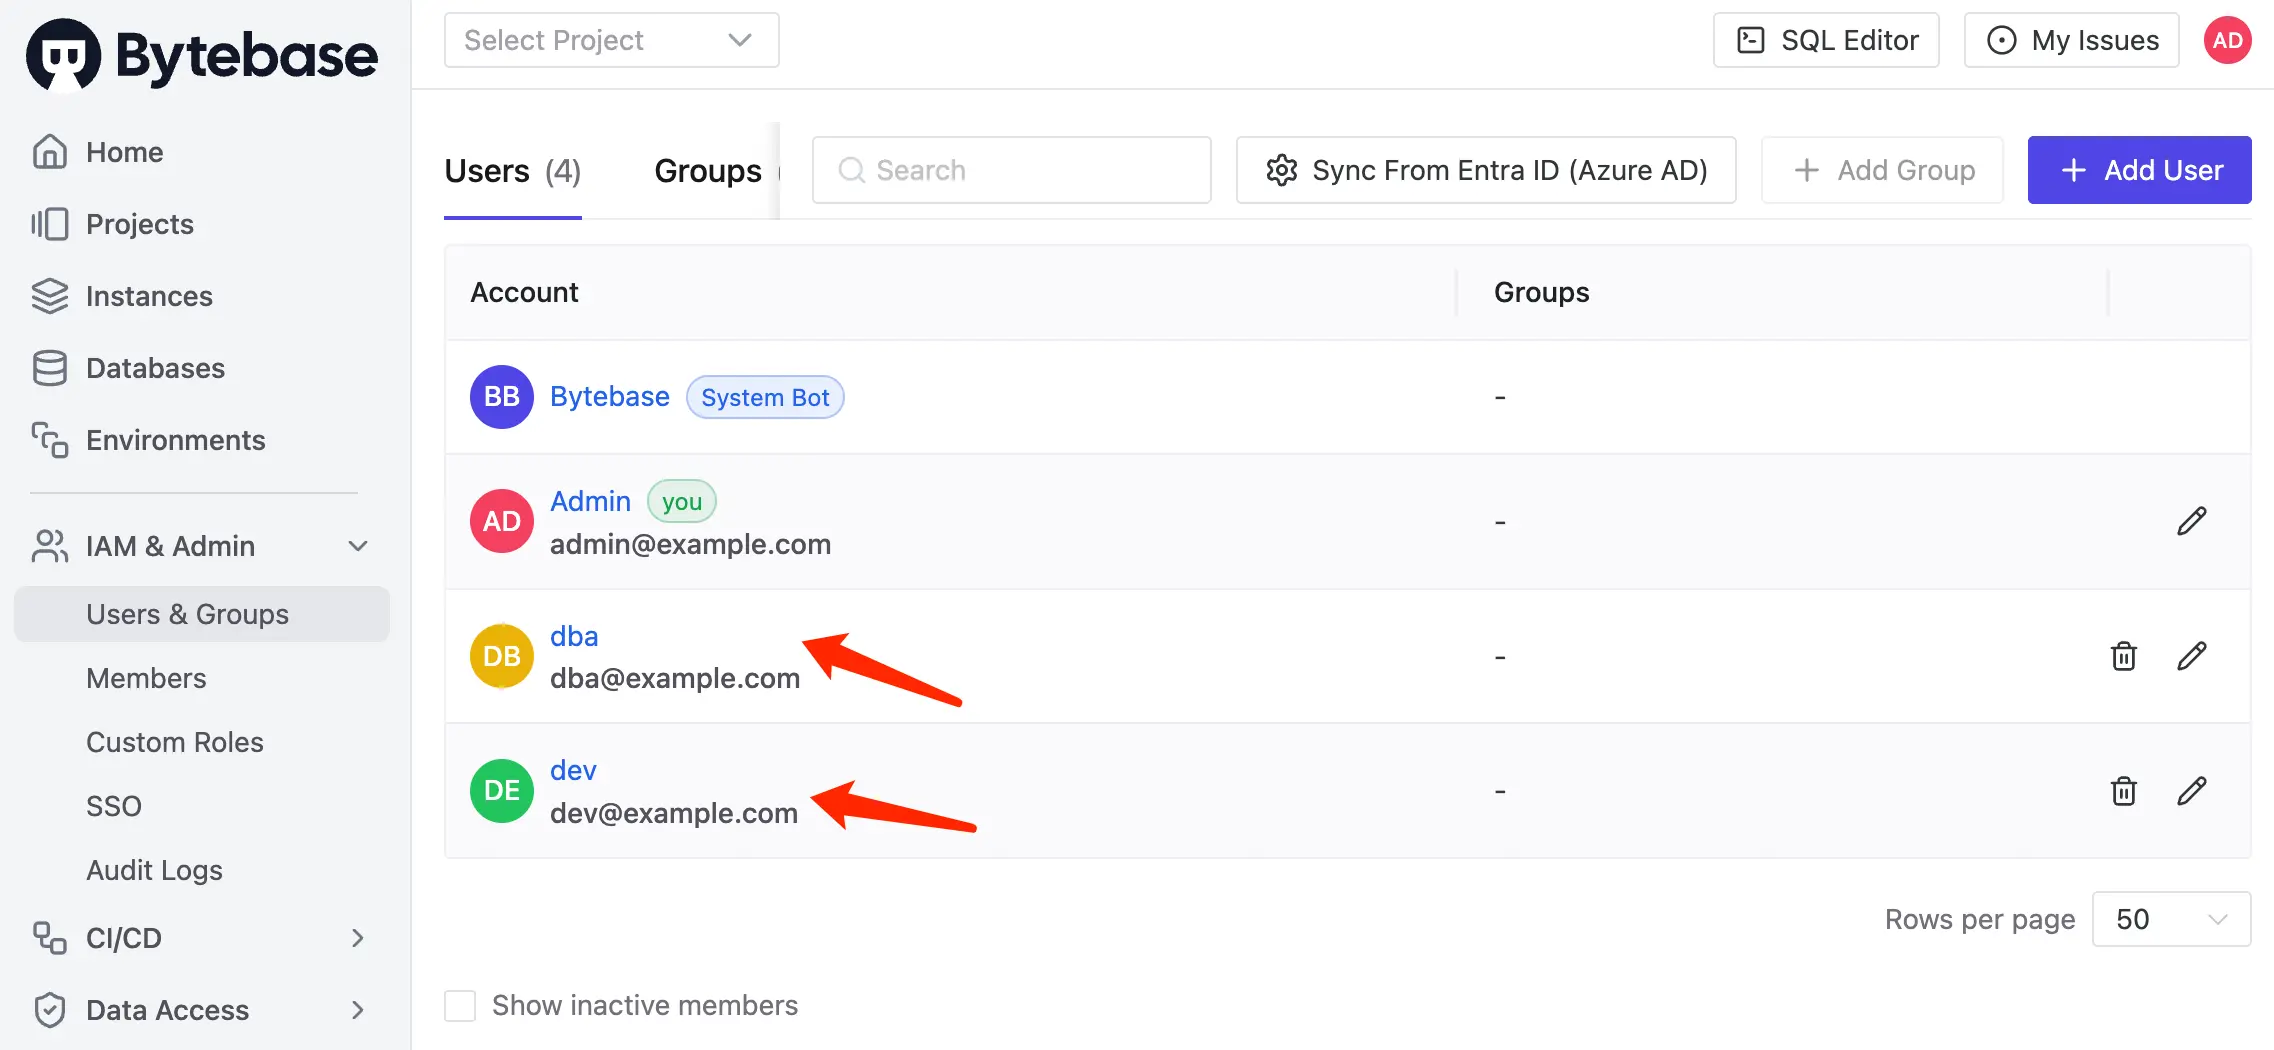 Bytebase
Select Project
SQL Editor
My Issues
AD
Home
Projects
Instances
Databases
Environments
IAM & Admin
Users & Groups
Members
Custom Roles
SSO
Audit Logs
CI/CD
Data Access
Users (4)
Groups
Search
Sync From Entra ID (Azure AD)
+ Add Group
+ Add User
Account
Groups
BB
Bytebase
System Bot
-
AD
Admin
you
admin@example.com
-
DB
dba
dba@example.com
-
DE
dev
dev@example.com
-
Rows per page
50
Show inactive members